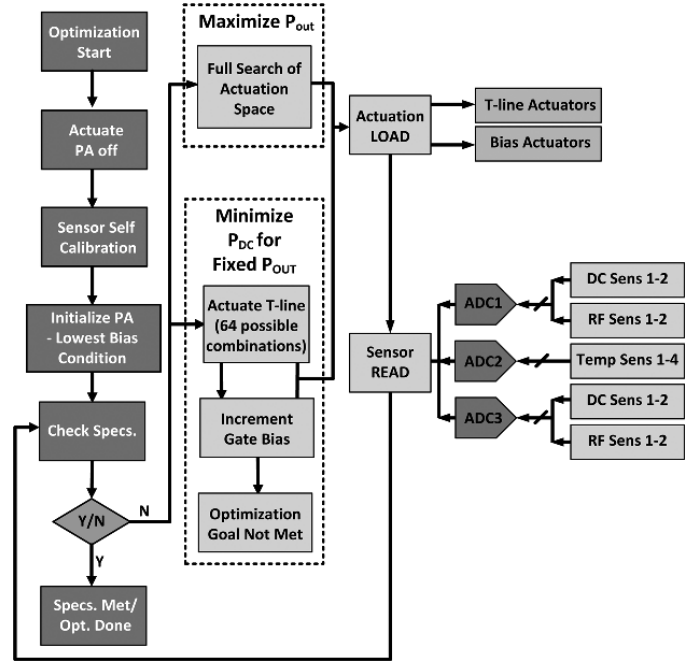 Optimization
Start
Actuate
PA off
Sensor Self
Calibration
Initialize PA
- Lowest Bias
Condition
Check Specs.
Y/N
N
Y
Specs. Met/
Opt. Done
Maximize Pout
Full Search of
Actuation
Space
Minimize
PDC for
Fixed POUT
Actuate T-line
(64 possible
combinations)
Increment
Gate Bias
Optimization
Goal Not Met
Actuation
LOAD
T-line Actuators
Bias Actuators
Sensor
READ
ADC1
ADC2
ADC3
DC Sens 1-2
RF Sens 1-2
Temp Sens 1-4
DC Sens 1-2
RF Sens 1-2